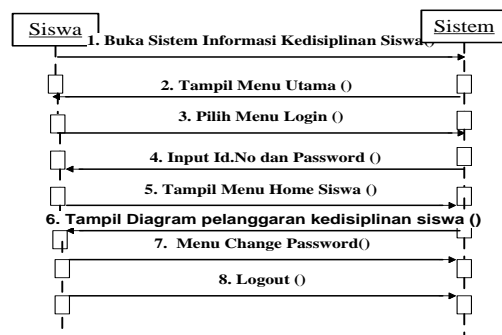 Siswa
Sistem
1. Buka Sistem Informasi Kedisiplinan Siswa()
2. Tampil Menu Utama ()
3. Pilih Menu Login ()
4. Input Id.No dan Password ()
5. Tampil Menu Home Siswa ()
6. Tampil Diagram pelanggaran kedisiplinan siswa ()
7. Menu Change Password()
8. Logout ()